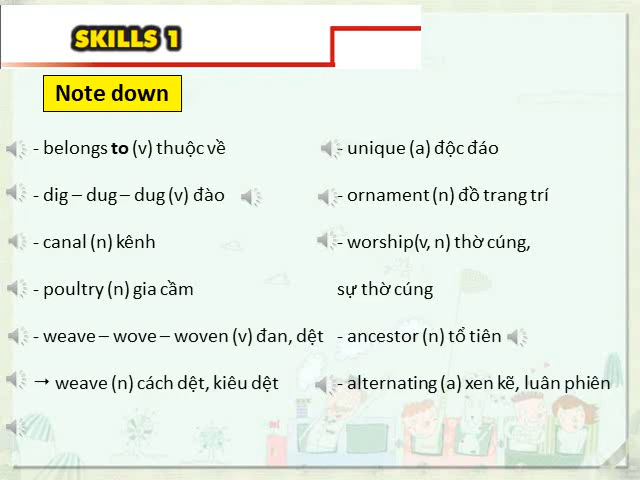 SKILLS 1
Note down
- belongs to (v) thuộc về
- dig – dug – dug (v) đào
- canal (n) kênh
- poultry (n) gia cầm
- weave – wove – woven (v) đan, dệt
→ weave (n) cách dệt, kiêu dệt
- unique (a) độc đáo
- ornament (n) đồ trang trí
- worship(v, n) thờ cúng,
sự thờ cúng
- ancestor (n) tổ tiên
- alternating (a) xen kẽ, luân phiên